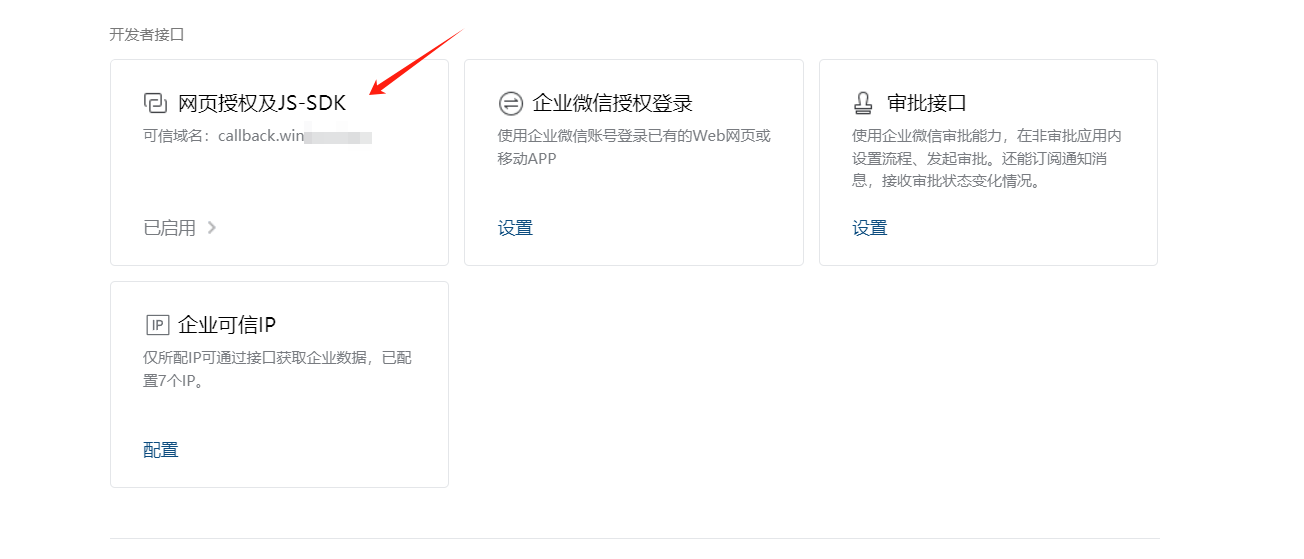 开发者接口
网页授权及JS-SDK
可信域名：callback.win
已启用
企业微信授权登录
使用企业微信账号登录已有的Web网页或
移动APP
设置
审批接口
使用企业微信审批能力，在非审批应用内
设置流程、发起审批。还能订阅通知消
息，接收审批状态变化情况。
设置
IP
企业可信IP
仅所配IP可通过接口获取企业数据，已配
置7个IP。
配置